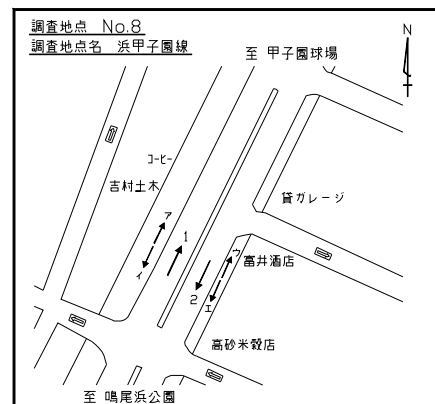 調査地点 No.8
調査地点名 浜甲子園線
至 甲子園球場
N
コーヒー
吉村土木
貸ガレージ
ア
1
イ
ウ
富井酒店
2
エ
高砂米穀店
至 鳴尾浜公園